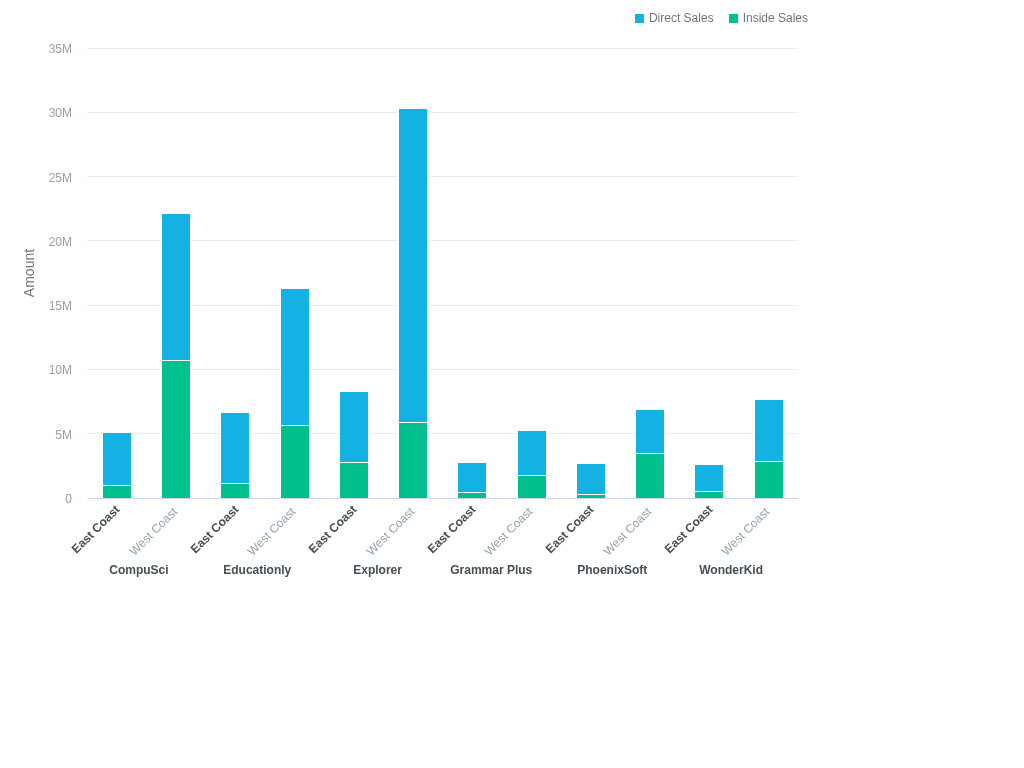 Direct Sales Inside Sales
35M
30M
25M
20M
15M
10M
5M
0
Amount
East Coast West Coast East Coast West Coast East Coast West Coast East Coast West Coast East Coast West Coast East Coast West Coast
CompuSci Educationly Explorer Grammar Plus PhoenixSoft WonderKid